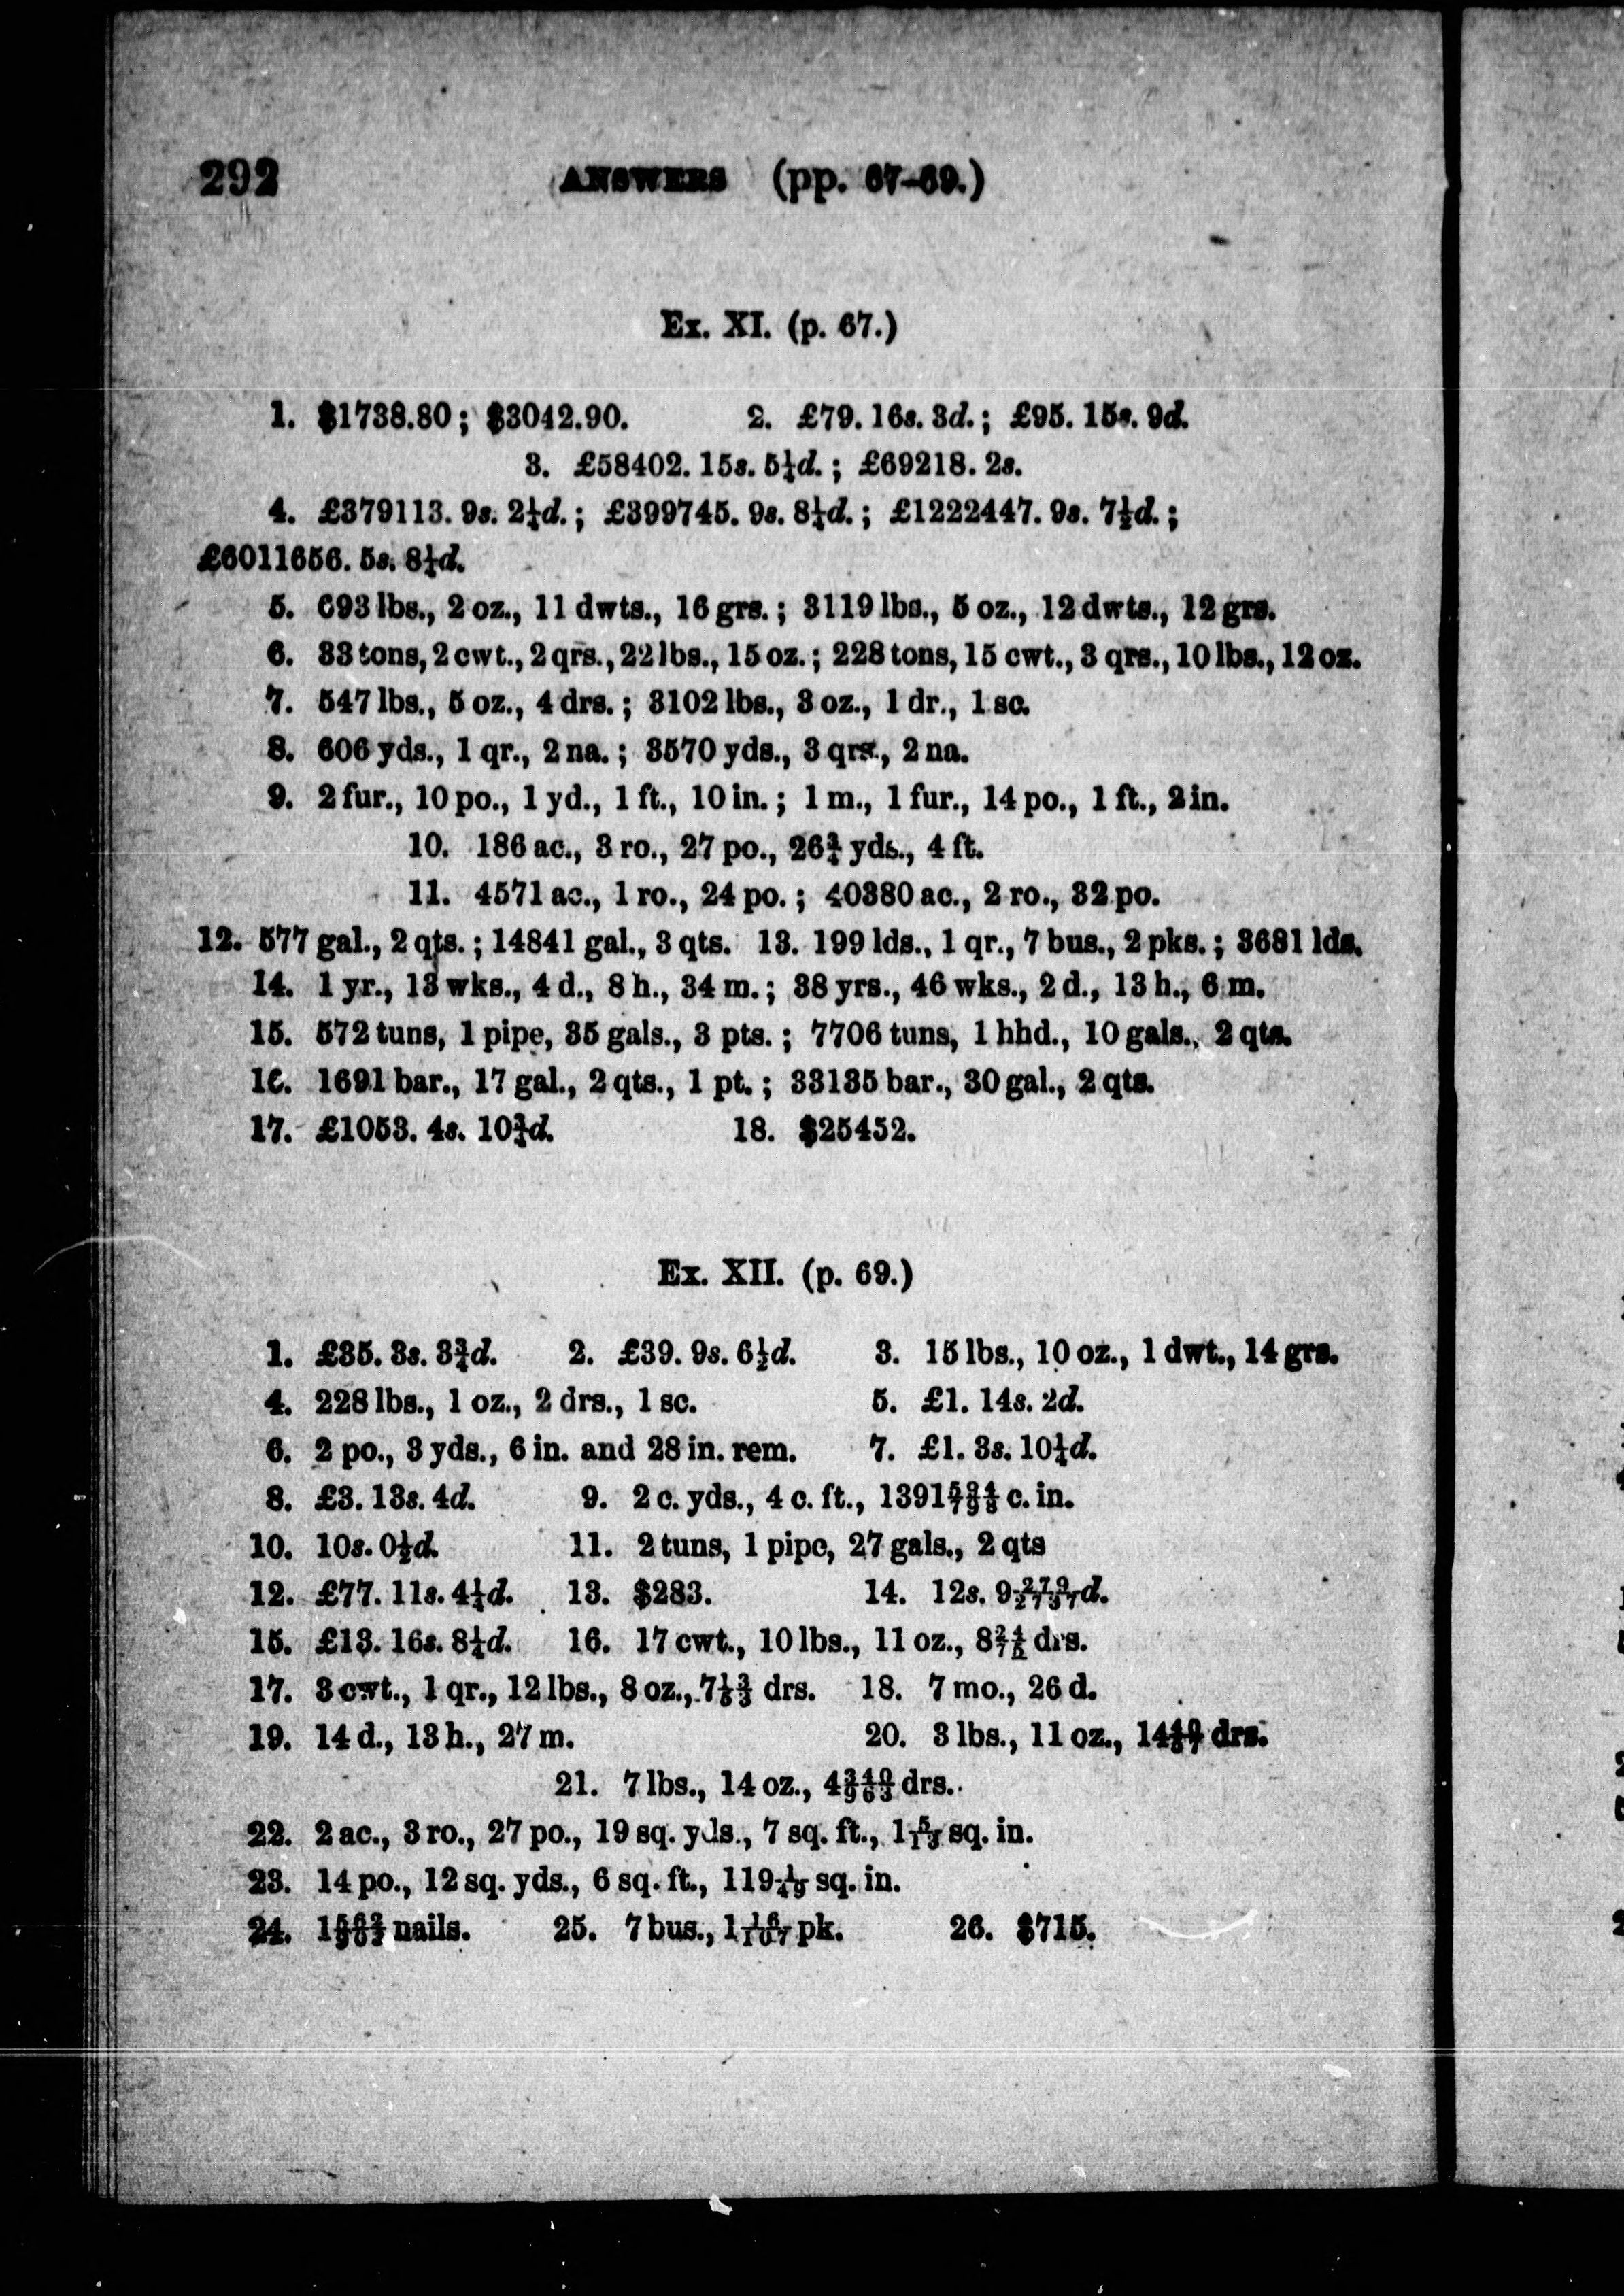 292 ANSWERS (pp. 67-69.)
Ex. XI. (p. 67.)
1. $1738.80; $3042.90. 2. £79. 16s. 3d.; £95. 15s. 9d.
3. £58402. 15s. 5¼d.; £69218. 2s.
4. £379113. 9s. 2¼d.; £399745. 9s. 8¼d.; £1222447. 9s. 7½d.;
£6011656. 5s. 8¼d.
5. 693 lbs., 2 oz., 11 dwts., 16 grs.; 3119 lbs., 5 oz., 12 dwts., 12 grs.
6. 33 tons, 2 cwt., 2 qrs., 22 lbs., 15 oz.; 228 tons, 15 cwt., 3 qrs., 10 lbs., 12 oz.
7. 547 lbs., 5 oz., 4 drs.; 3102 lbs., 3 oz., 1 dr., 1 sc.
8. 606 yds., 1 qr., 2 na.; 3570 yds., 3 qrs., 2 na.
9. 2 fur., 10 po., 1 yd., 1 ft., 10 in.; 1 m., 1 fur., 14 po., 1 ft., 2 in.
10. 186 ac., 3 ro., 27 po., 26¾ yds., 4 ft.
11. 4571 ac., 1 ro., 24 po.; 40380 ac., 2 ro., 32 po.
12. 577 gal., 2 qts.; 14841 gal., 3 qts. 13. 199 lds., 1 qr., 7 bus., 2 pks.; 3681 lds.
14. 1 yr., 13 wks., 4 d., 8 h., 34 m.; 38 yrs., 46 wks., 2 d., 13 h., 6 m.
15. 572 tuns, 1 pipe, 35 gals., 3 pts.; 7706 tuns, 1 hhd., 10 gals., 2 qts.
16. 1691 bar., 17 gal., 2 qts., 1 pt.; 33135 bar., 30 gal., 2 qts.
17. £1053. 4s. 10¾d. 18. $25452.
Ex. XII. (p. 69.)
1. £35. 3s. 3¾d. 2. £39. 9s. 6½d. 3. 15 lbs., 10 oz., 1 dwt., 14 grs.
4. 228 lbs., 1 oz., 2 drs., 1 sc. 5. £1. 14s. 2d.
6. 2 po., 3 yds., 6 in. and 28 in. rem. 7. £1. 3s. 10¼d.
8. £3. 13s. 4d. 9. 2 c. yds., 4 c. ft., 1391 594/798 c. in.
10. 10s. 0½d. 11. 2 tuns, 1 pipe, 27 gals., 2 qts
12. £77. 11s. 4¼d. 13. $283. 14. 12s.
15. £13. 16s. 8¼d. 16. 17 cwt., 10 lbs., 11 oz., 8 24/75 drs.
17. 3 cwt., 1 qr., 12 lbs., 8 oz., 7 13/83 drs. 18. 7 mo., 26 d.
19. 14 d., 13 h., 27 m. 20. 3 lbs., 11 oz., drs.
21. 7 lbs., 14 oz., 4 340/963 drs.
22. 2 ac., 3 ro., 27 po., 19 sq. yds., 7 sq. ft., sq. in.
23. 14 po., 12 sq. yds., 6 sq. ft., 119 1/49 sq. in.
24. nails. 25. 7 bus., 1 16/107 pk. 26. $715.